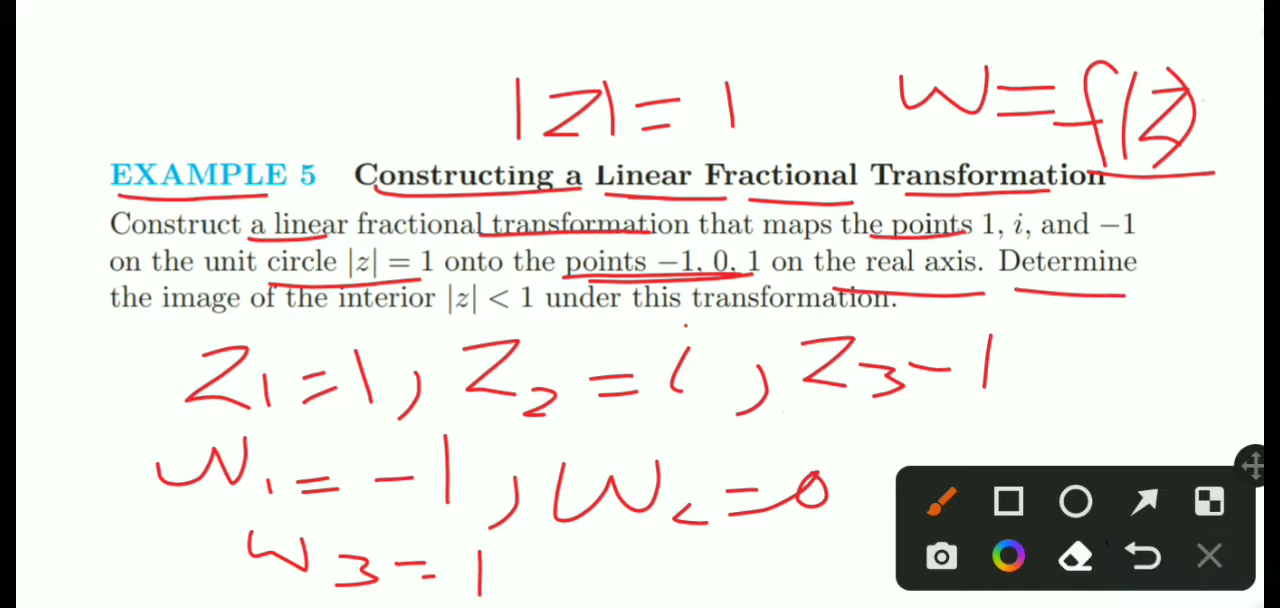 |z| = 1 w = f(z)
EXAMPLE 5 Constructing a Linear Fractional Transformation
Construct a linear fractional transformation that maps the points 1, i, and −1
on the unit circle |z| = 1 onto the points −1, 0, 1 on the real axis. Determine
the image of the interior |z| < 1 under this transformation.
z₁ = 1, z₂ = i, z₃ − 1
w₁ = −1, w₂ = 0
w₃ = 1